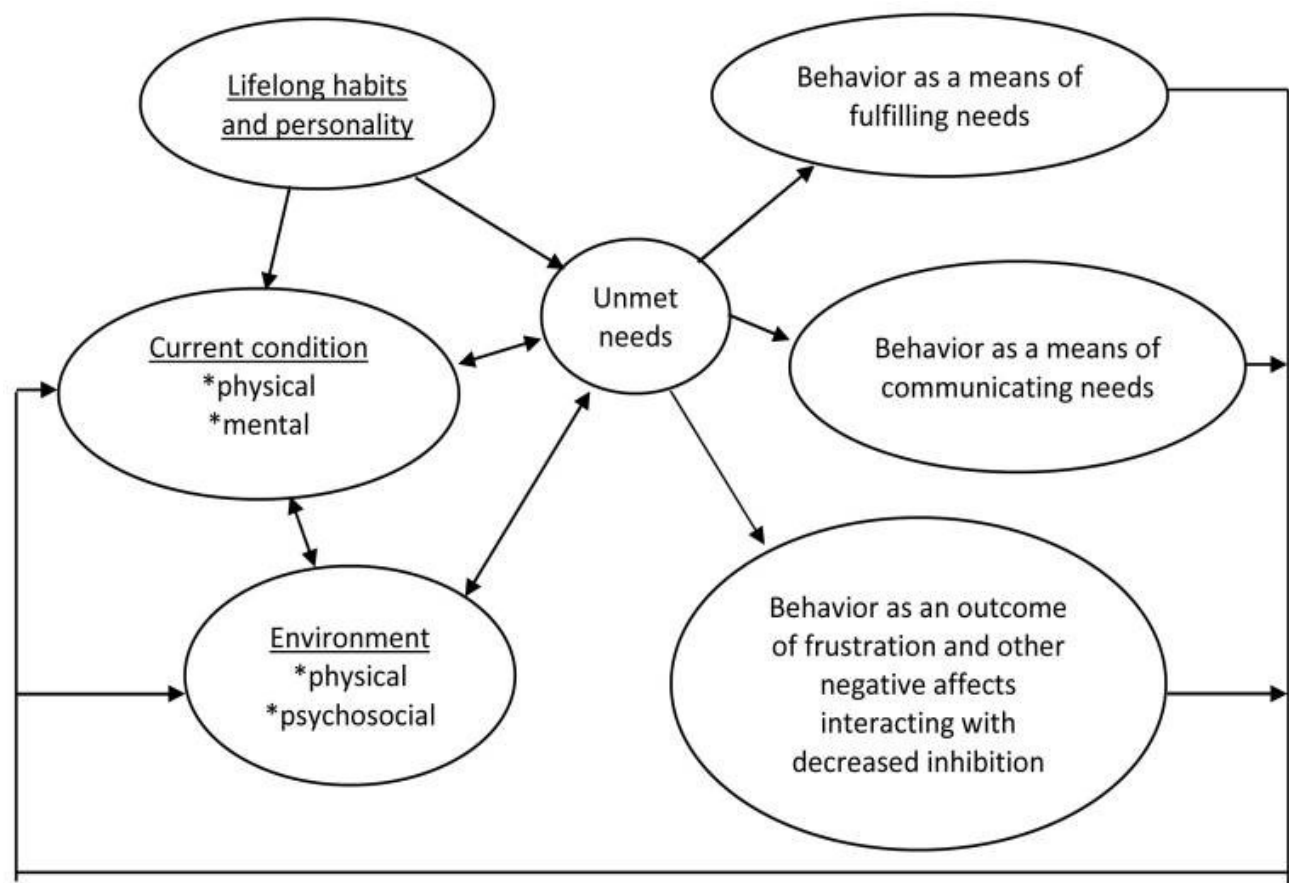 Lifelong habits
and personality
Behavior as a means of
fulfilling needs
Unmet
needs
Current condition
*physical
*mental
Behavior as a means of
communicating needs
Environment
*physical
*psychosocial
Behavior as an outcome
of frustration and other
negative affects
interacting with
decreased inhibition